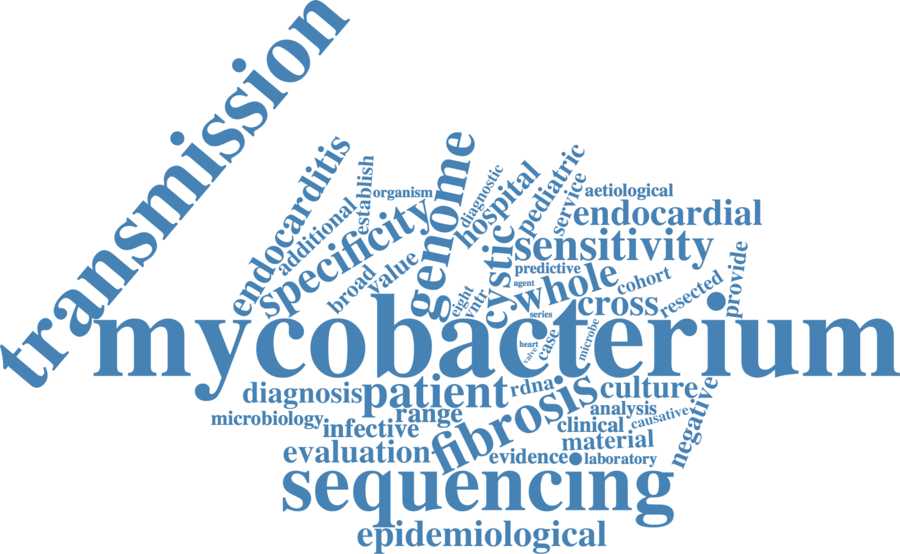 transmission
endocarditis
establish
organism
additional
specificity
broad
value
genome
diagnostic
hospital
pediatric
service
aetiological
endocardial
cystic
sensitivity
predictive
agent
whole
cohort
resected
provide
eight
vntr
series
cross
mycobacterium
heart
valve
case
microbe
diagnosis
patient
rdna
culture
microbiology
range
infective
fibrosis
analysis
causative
clinical
negative
evaluation
evidence
material
laboratory
sequencing
epidemiological